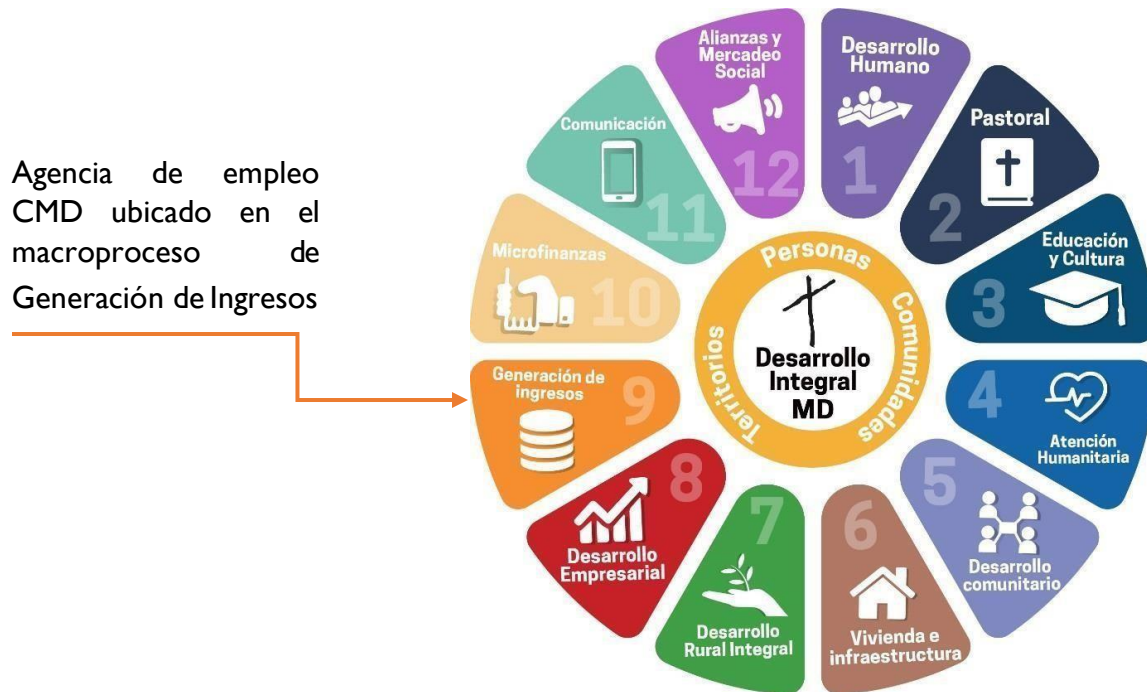 Agencia de empleo
CMD ubicado en el
macroproceso de
Generación de Ingresos
Alianzas y
Mercadeo
Social
12
Desarrollo
Humano
1
Pastoral
2
Educación
y Cultura
3
4
Atención
Humanitaria
5
Desarrollo
comunitario
6
Vivienda e
infraestructura
7
Desarrollo
Rural Integral
8
Desarrollo
Empresarial
Generación de
ingresos
9
Microfinanzas
10
Comunicación
11
Personas
Comunidades
Territorios
Desarrollo
Integral
MD